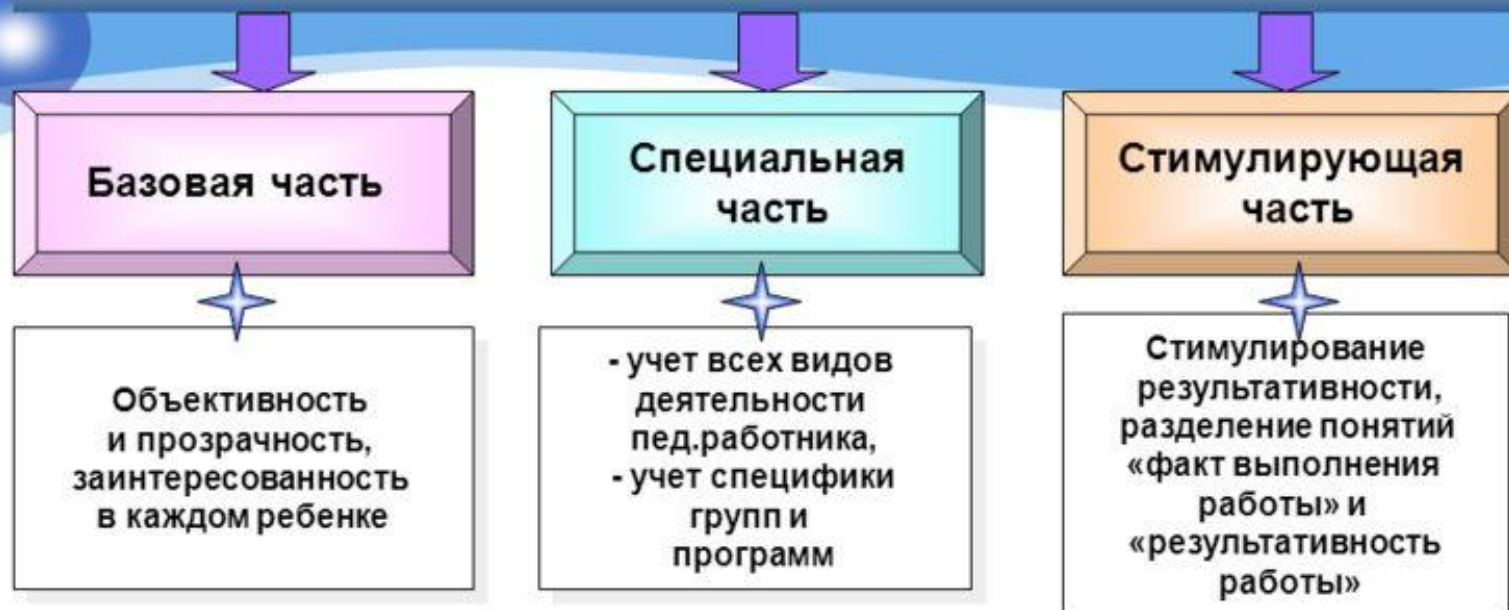 Базовая часть
Объективность
и прозрачность,
заинтересованность
в каждом ребенке
Специальная
часть
- учет всех видов
деятельности
пед.работника,
- учет специфики
групп и
программ
Стимулирующая
часть
Стимулирование
результативности,
разделение понятий
«факт выполнения
работы» и
«результативность
работы»